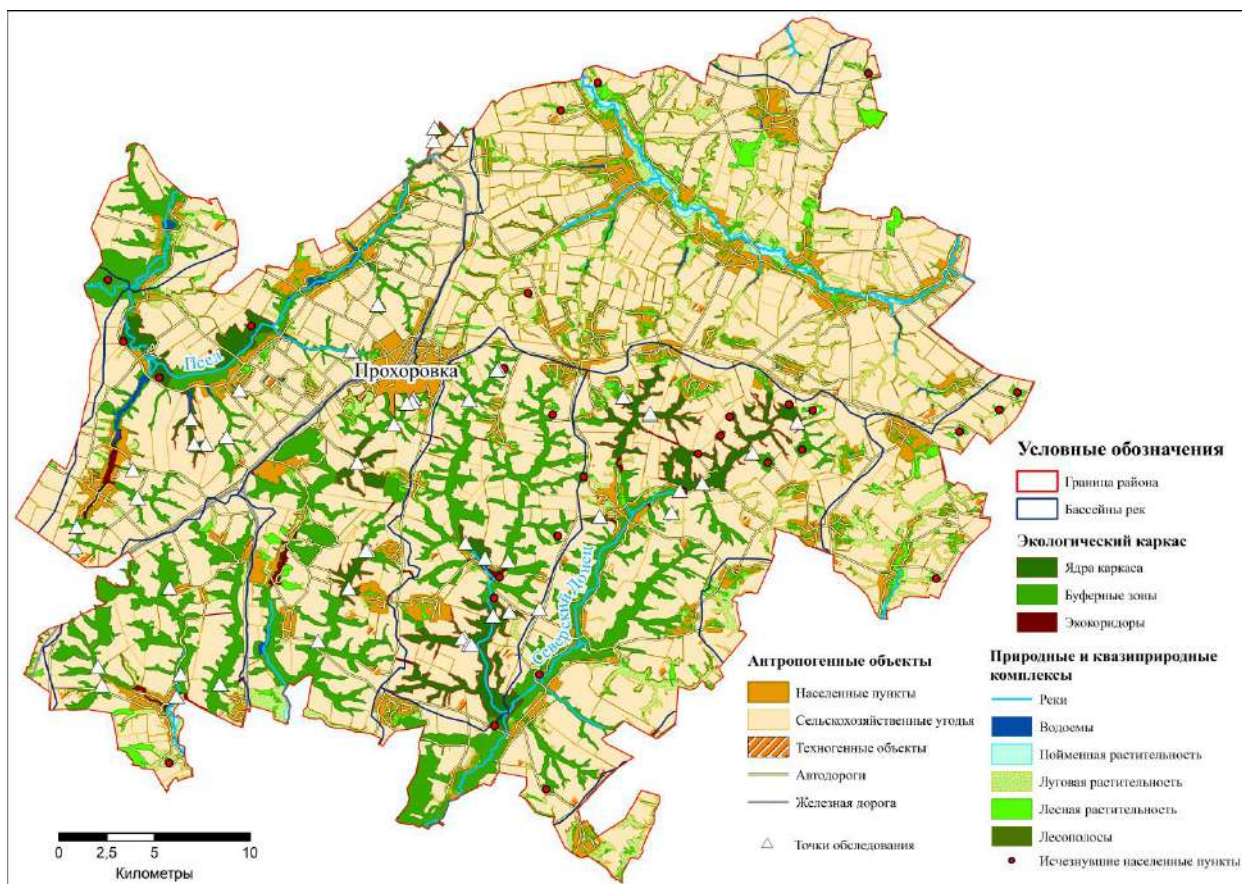 Псел
Прохоровка
Северский Донец
Условные обозначения
Граница района
Бассейны рек
Экологический каркас
Ядра каркаса
Буферные зоны
Экокоридоры
Антропогенные объекты
Населенные пункты
Сельскохозяйственные угодья
Техногенные объекты
Автодороги
Железная дорога
Точки обследования
Природные и квазиприродные
комплексы
Реки
Водоемы
Пойменная растительность
Луговая растительность
Лесная растительность
Лесополосы
Исчезнувшие населенные пункты
0 2,5 5 10
Километры